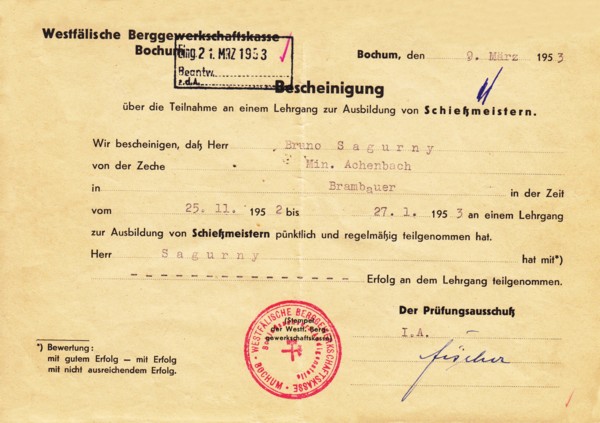 Westfälische Berggewerkschaftskasse
Bochum
Eing. 21. MRZ 1953
Beantw.
z. d. A.
Bochum, den 9. März 1953
Bescheinigung
über die Teilnahme an einem Lehrgang zur Ausbildung von Schießmeistern.
Wir bescheinigen, daß Herr Bruno Sagurny
von der Zeche Min. Achenbach
in Brambauer in der Zeit
vom 25. 11. 1952 bis 27. 1. 1953 an einem Lehrgang
zur Ausbildung von Schießmeistern pünktlich und regelmäßig teilgenommen hat.
Herr Sagurny hat mit*)
- - - - - - - - - - - - - - - Erfolg an dem Lehrgang teilgenommen.
WESTFÄLISCHE BERGGEWERKSCHAFTSKASSE
BOCHUM
(Stempel
der Westf. Berg-
gewerkschaftskasse)
Der Prüfungsausschuß
I.A.
Fischer
*) Bewertung:
mit gutem Erfolg — mit Erfolg
mit nicht ausreichendem Erfolg.